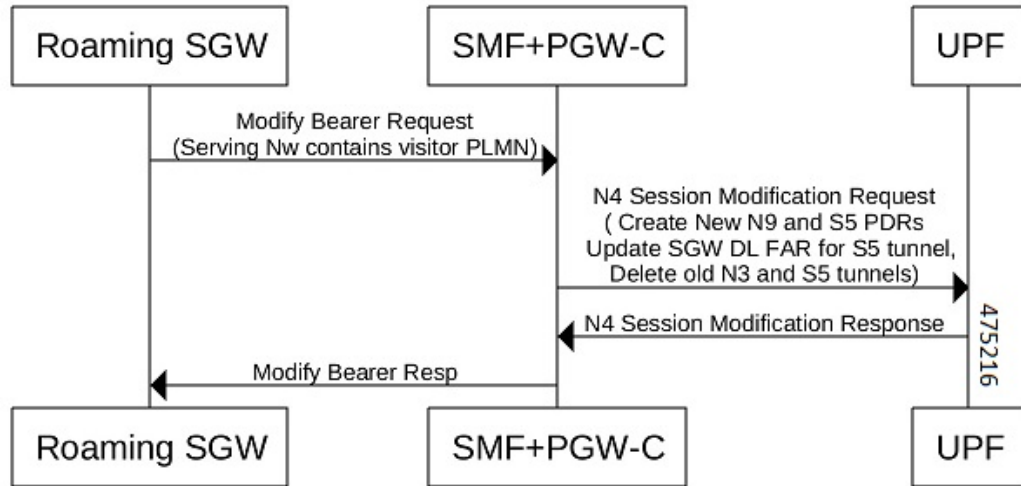 Roaming SGW
SMF+PGW-C
UPF
Modify Bearer Request
(Serving Nw contains visitor PLMN)
N4 Session Modification Request
( Create New N9 and S5 PDRs
Update SGW DL FAR for S5 tunnel,
Delete old N3 and S5 tunnels)
N4 Session Modification Response
Modify Bearer Resp
475216
Roaming SGW
SMF+PGW-C
UPF